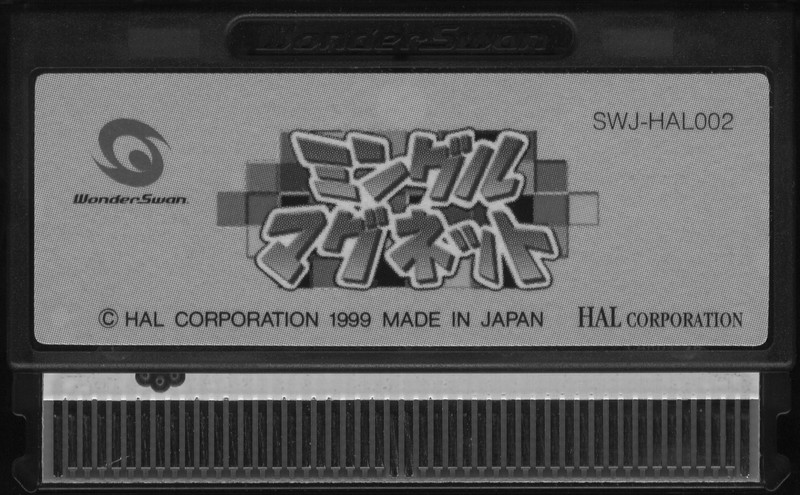 WonderSwan
SWJ-HAL002
WonderSwan
ミングル
マグネット
© HAL CORPORATION 1999 MADE IN JAPAN
HAL CORPORATION